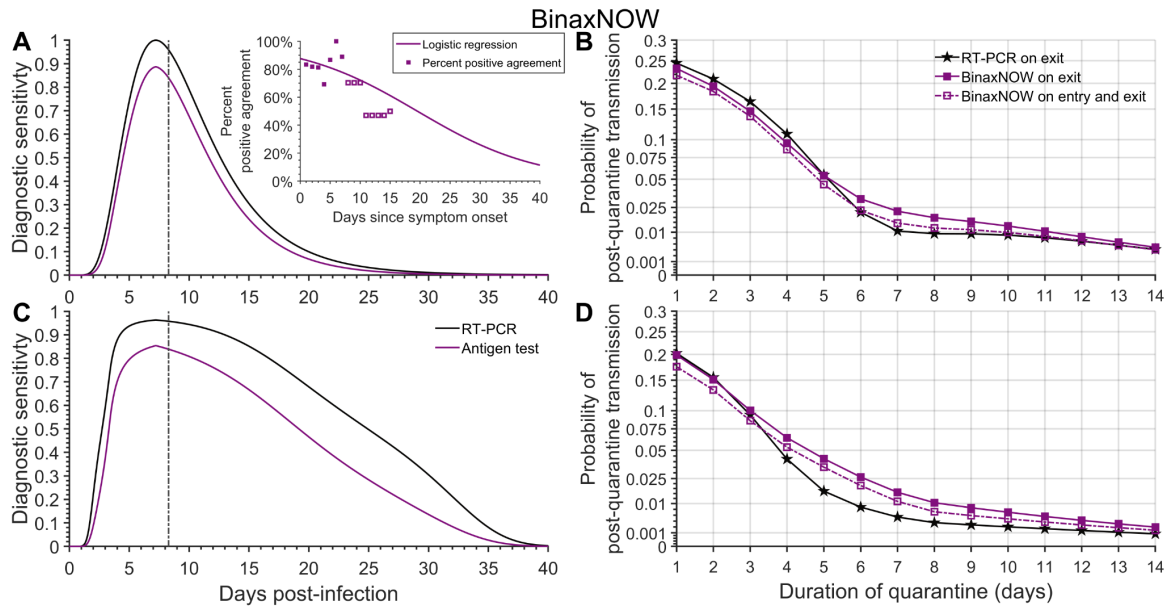 BinaxNOW
A
Diagnostic sensitivty
1
0.9
0.8
0.7
0.6
0.5
0.4
0.3
0.2
0.1
0
0 5 10 15 20 25 30 35 40
Percent
positive agreement
100%
80%
60%
40%
20%
0%
Logistic regression
Percent positive agreement
0 5 10 15 20 25 30 35 40
Days since symptom onset
B
Probability of
post-quarantine transmission
0.3
0.25
0.2
0.15
0.1
0.075
0.05
0.025
0.01
0.001
0
RT-PCR on exit
BinaxNOW on exit
BinaxNOW on entry and exit
1 2 3 4 5 6 7 8 9 10 11 12 13 14
C
Diagnostic sensitivty
1
0.9
0.8
0.7
0.6
0.5
0.4
0.3
0.2
0.1
0
RT-PCR
Antigen test
0 5 10 15 20 25 30 35 40
Days post-infection
D
Probability of
post-quarantine transmission
0.3
0.25
0.2
0.15
0.1
0.075
0.05
0.025
0.01
0.001
0
1 2 3 4 5 6 7 8 9 10 11 12 13 14
Duration of quarantine (days)